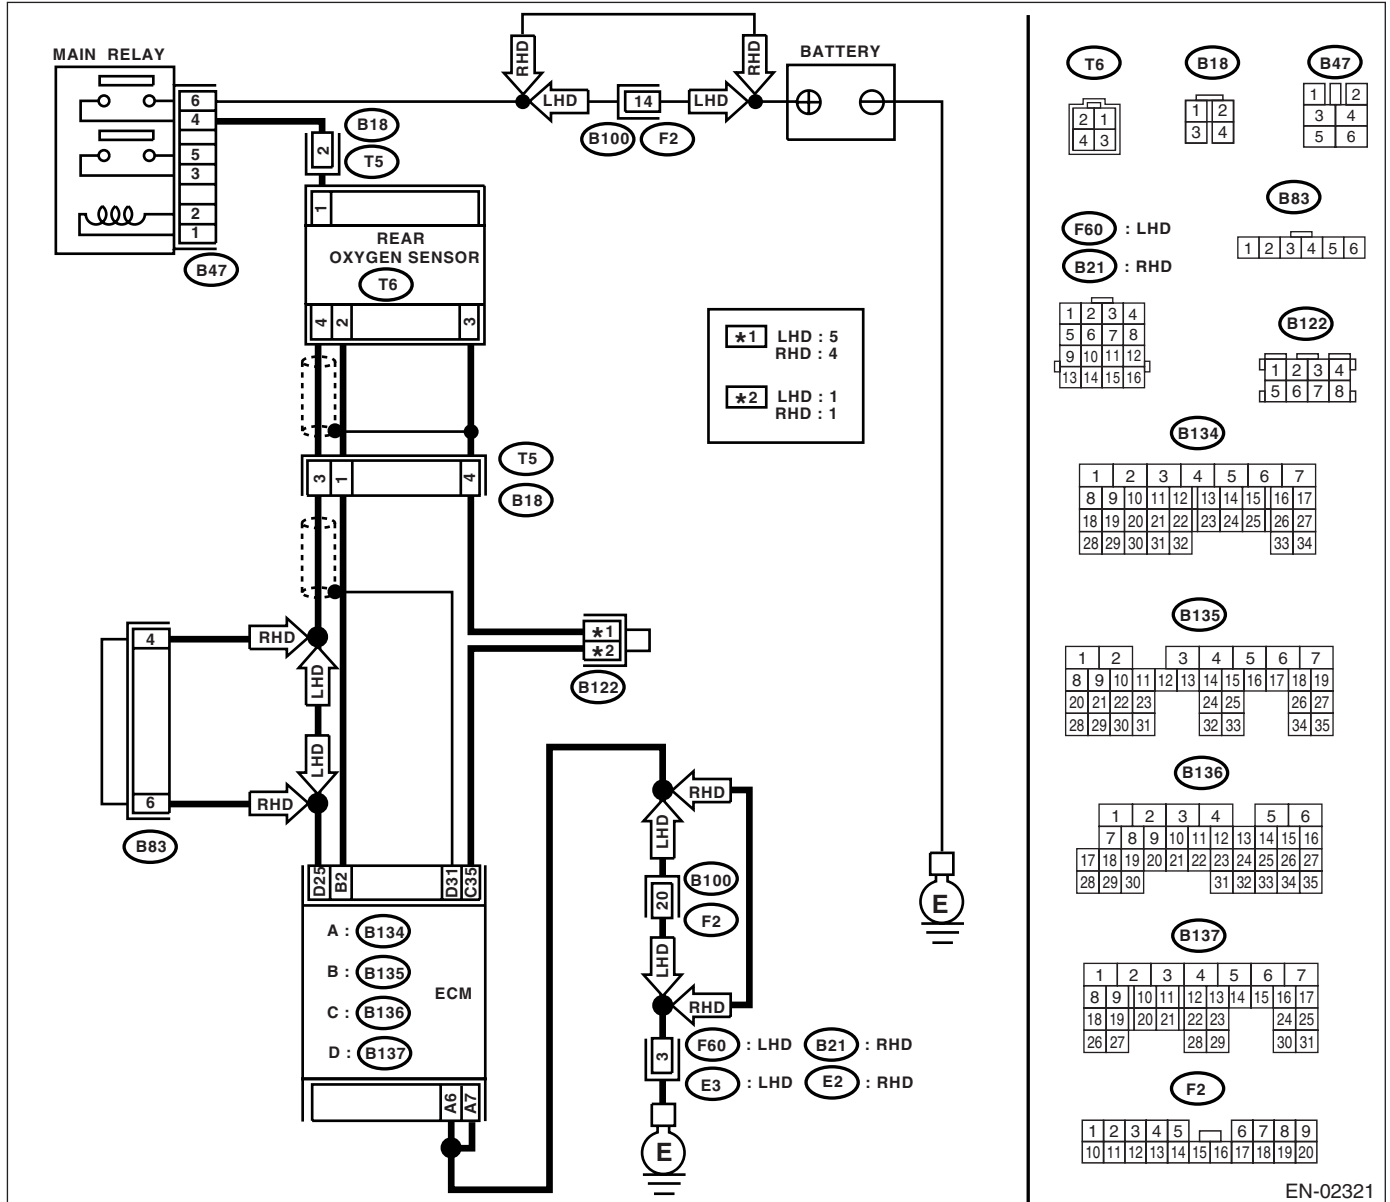 MAIN RELAY
6
4
5
3
2
1
B47
B18
T5
2
RHD
LHD
14
LHD
RHD
B100
F2
BATTERY
1
REAR
OXYGEN SENSOR
T6
4 2 3
*1 LHD : 5
RHD : 4
*2 LHD : 1
RHD : 1
3 1 4
T5
B18
4
RHD
LHD
LHD
6
RHD
B83
*1
*2
B122
D25 B2 D31 C35
A : B134
B : B135
C : B136
D : B137
ECM
A6 A7
RHD
LHD
20
B100
F2
LHD
RHD
3
F60 : LHD B21 : RHD
E3 : LHD E2 : RHD
E
E
T6
2 1
4 3
B18
1 2
3 4
B47
1 2
3 4
5 6
F60 : LHD
B21 : RHD
1 2 3 4
5 6 7 8
9 10 11 12
13 14 15 16
B83
1 2 3 4 5 6
B122
1 2 3 4
5 6 7 8
B134
1 2 3 4 5 6 7
8 9 10 11 12 13 14 15 16 17
18 19 20 21 22 23 24 25 26 27
28 29 30 31 32 33 34
B135
1 2 3 4 5 6 7
8 9 10 11 12 13 14 15 16 17 18 19
20 21 22 23 24 25 26 27
28 29 30 31 32 33 34 35
B136
1 2 3 4 5 6
7 8 9 10 11 12 13 14 15 16
17 18 19 20 21 22 23 24 25 26 27
28 29 30 31 32 33 34 35
B137
1 2 3 4 5 6 7
8 9 10 11 12 13 14 15 16 17
18 19 20 21 22 23 24 25
26 27 28 29 30 31
F2
1 2 3 4 5 6 7 8 9
10 11 12 13 14 15 16 17 18 19 20
EN-02321